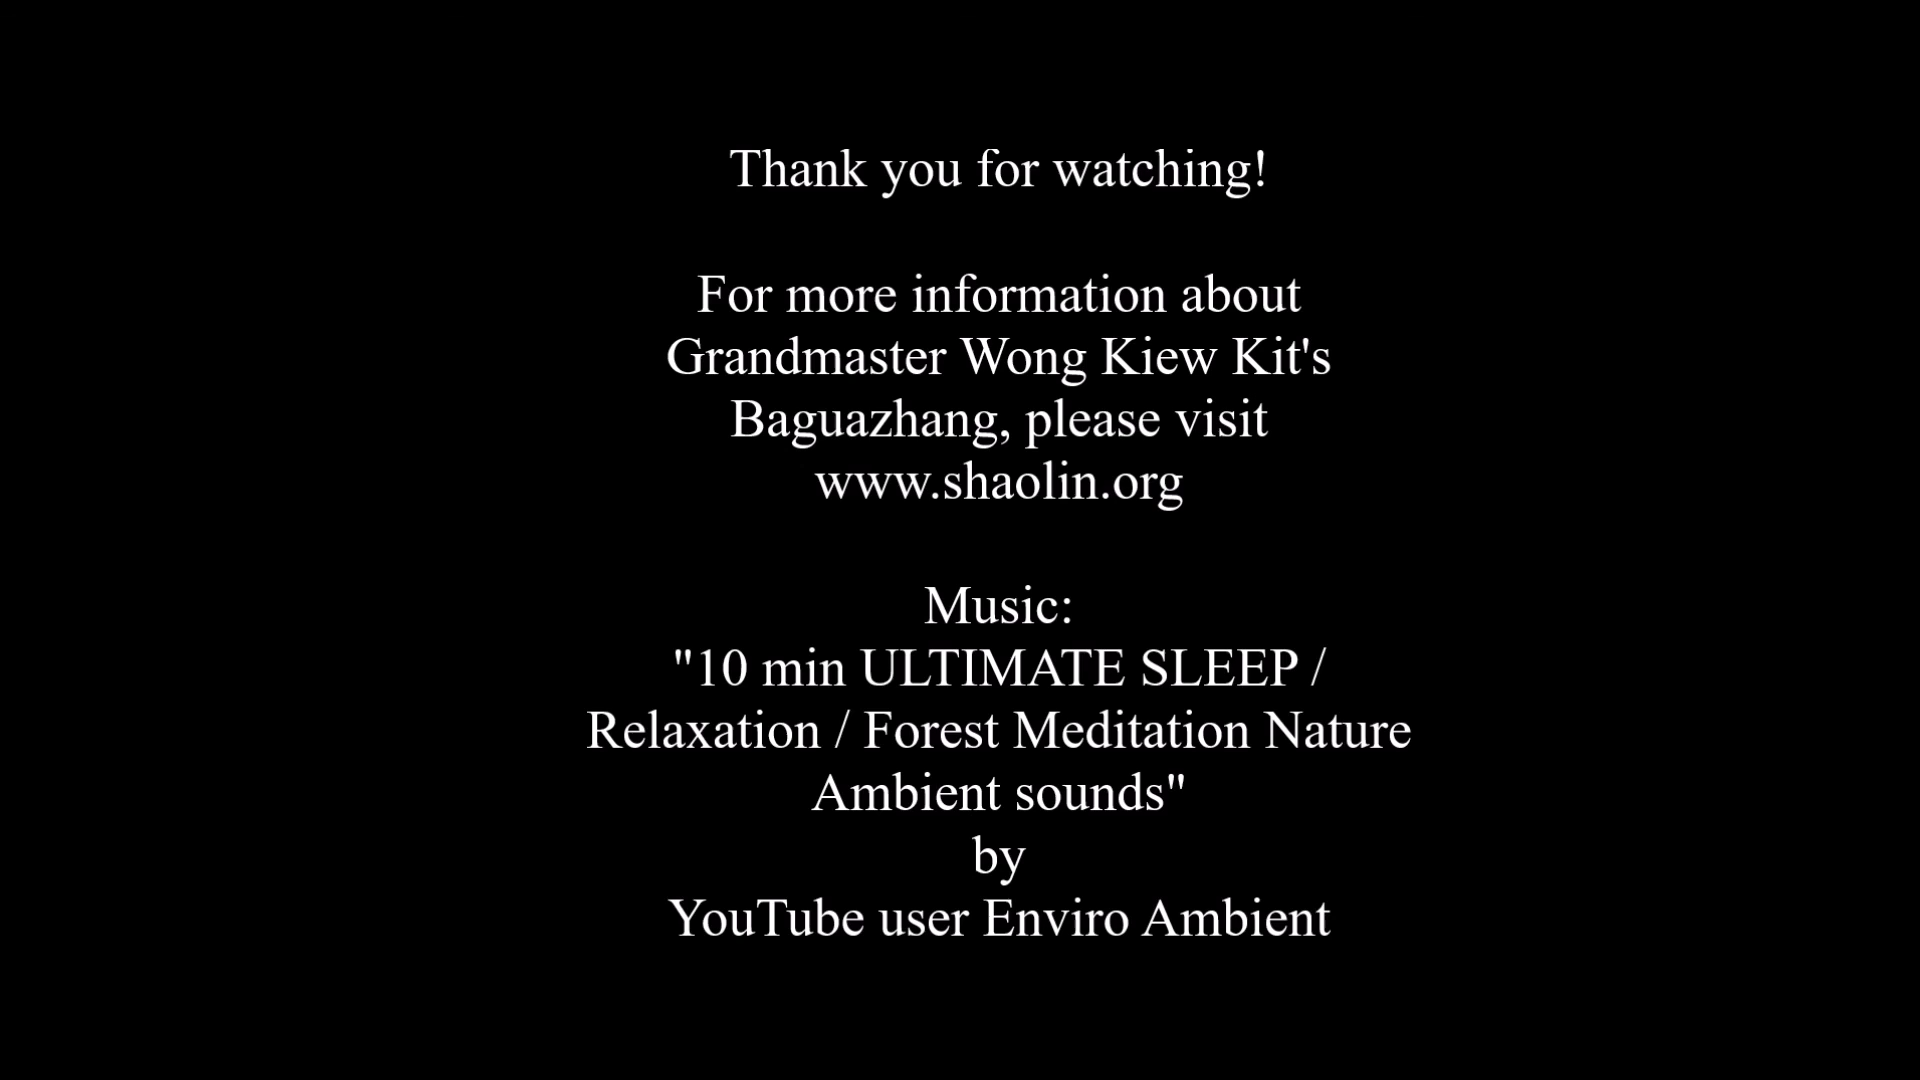 Thank you for watching!
For more information about
Grandmaster Wong Kiew Kit's
Baguazhang, please visit
www.shaolin.org
Music:
"10 min ULTIMATE SLEEP /
Relaxation / Forest Meditation Nature
Ambient sounds"
by
YouTube user Enviro Ambient